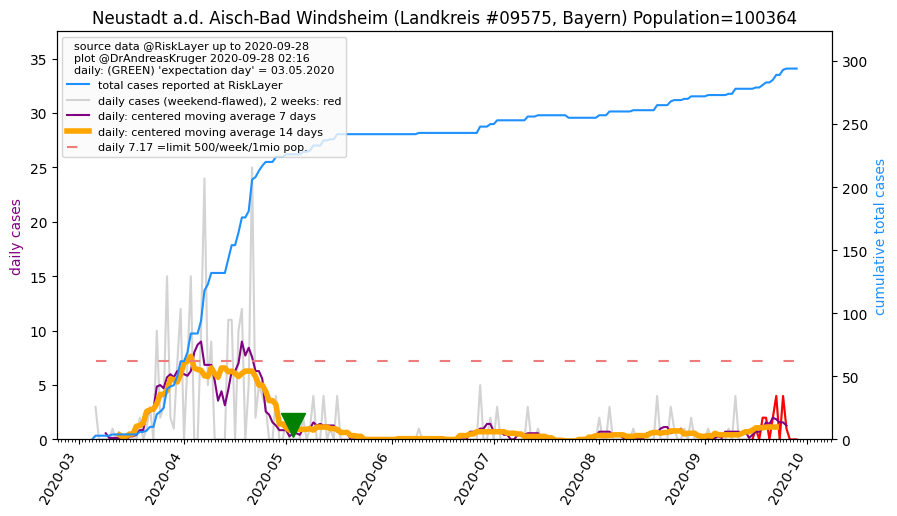 Neustadt a.d. Aisch-Bad Windsheim (Landkreis #09575, Bayern) Population=100364
source data @RiskLayer up to 2020-09-28
plot @DrAndreasKruger 2020-09-28 02:16
daily: (GREEN) 'expectation day' = 03.05.2020
total cases reported at RiskLayer
daily cases (weekend-flawed), 2 weeks: red
daily: centered moving average 7 days
daily: centered moving average 14 days
daily 7.17 =limit 500/week/1mio pop.
daily cases
35
30
25
20
15
10
5
0
cumulative total cases
300
250
200
150
100
50
0
2020-03
2020-04
2020-05
2020-06
2020-07
2020-08
2020-09
2020-10